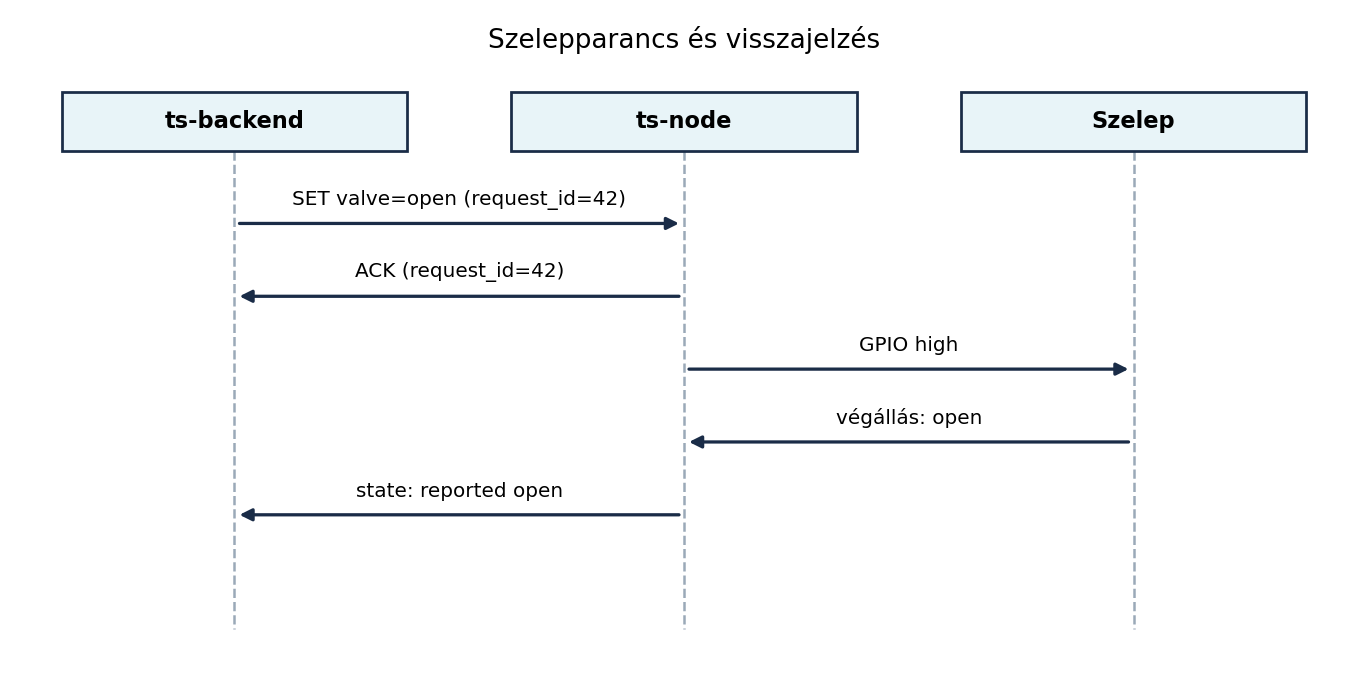 Szelepparancs és visszajelzés
ts-backend
ts-node
Szelep
SET valve=open (request_id=42)
ACK (request_id=42)
GPIO high
végállás: open
state: reported open